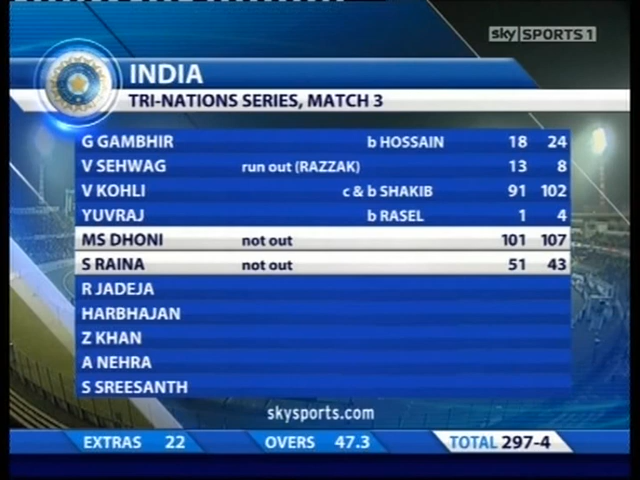 sky SPORTS 1
INDIA
TRI-NATIONS SERIES, MATCH 3
G GAMBHIR b HOSSAIN 18 24
V SEHWAG run out (RAZZAK) 13 8
V KOHLI c & b SHAKIB 91 102
YUVRAJ b RASEL 1 4
MS DHONI not out 101 107
S RAINA not out 51 43
R JADEJA
HARBHAJAN
Z KHAN
A NEHRA
S SREESANTH
skysports.com
EXTRAS 22 OVERS 47.3 TOTAL 297-4